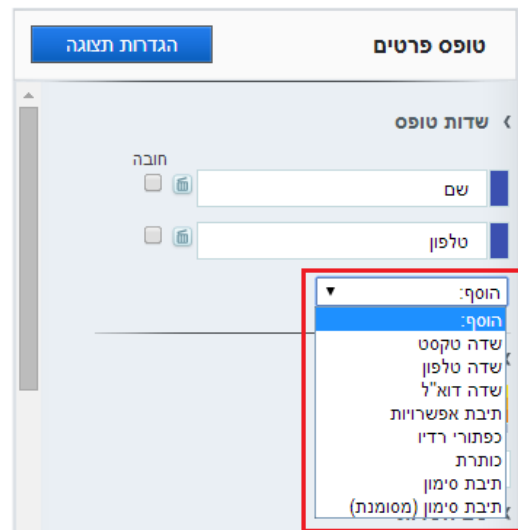 טופס פרטים
הגדרות תצוגה
שדות טופס
חובה
שם
טלפון
הוסף:
הוסף:
שדה טקסט
שדה טלפון
שדה דוא"ל
תיבת אפשרויות
כפתורי רדיו
כותרת
תיבת סימון
תיבת סימון (מסומנת)